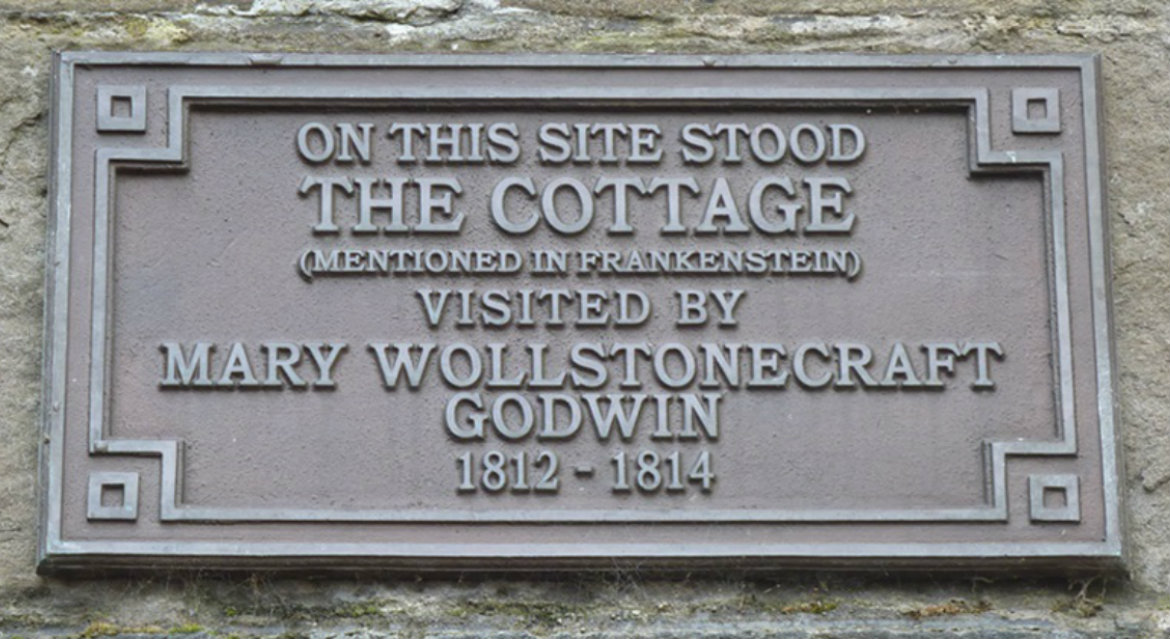 ON THIS SITE STOOD
THE COTTAGE
(MENTIONED IN FRANKENSTEIN)
VISITED BY
MARY WOLLSTONECRAFT
GODWIN
1812 - 1814